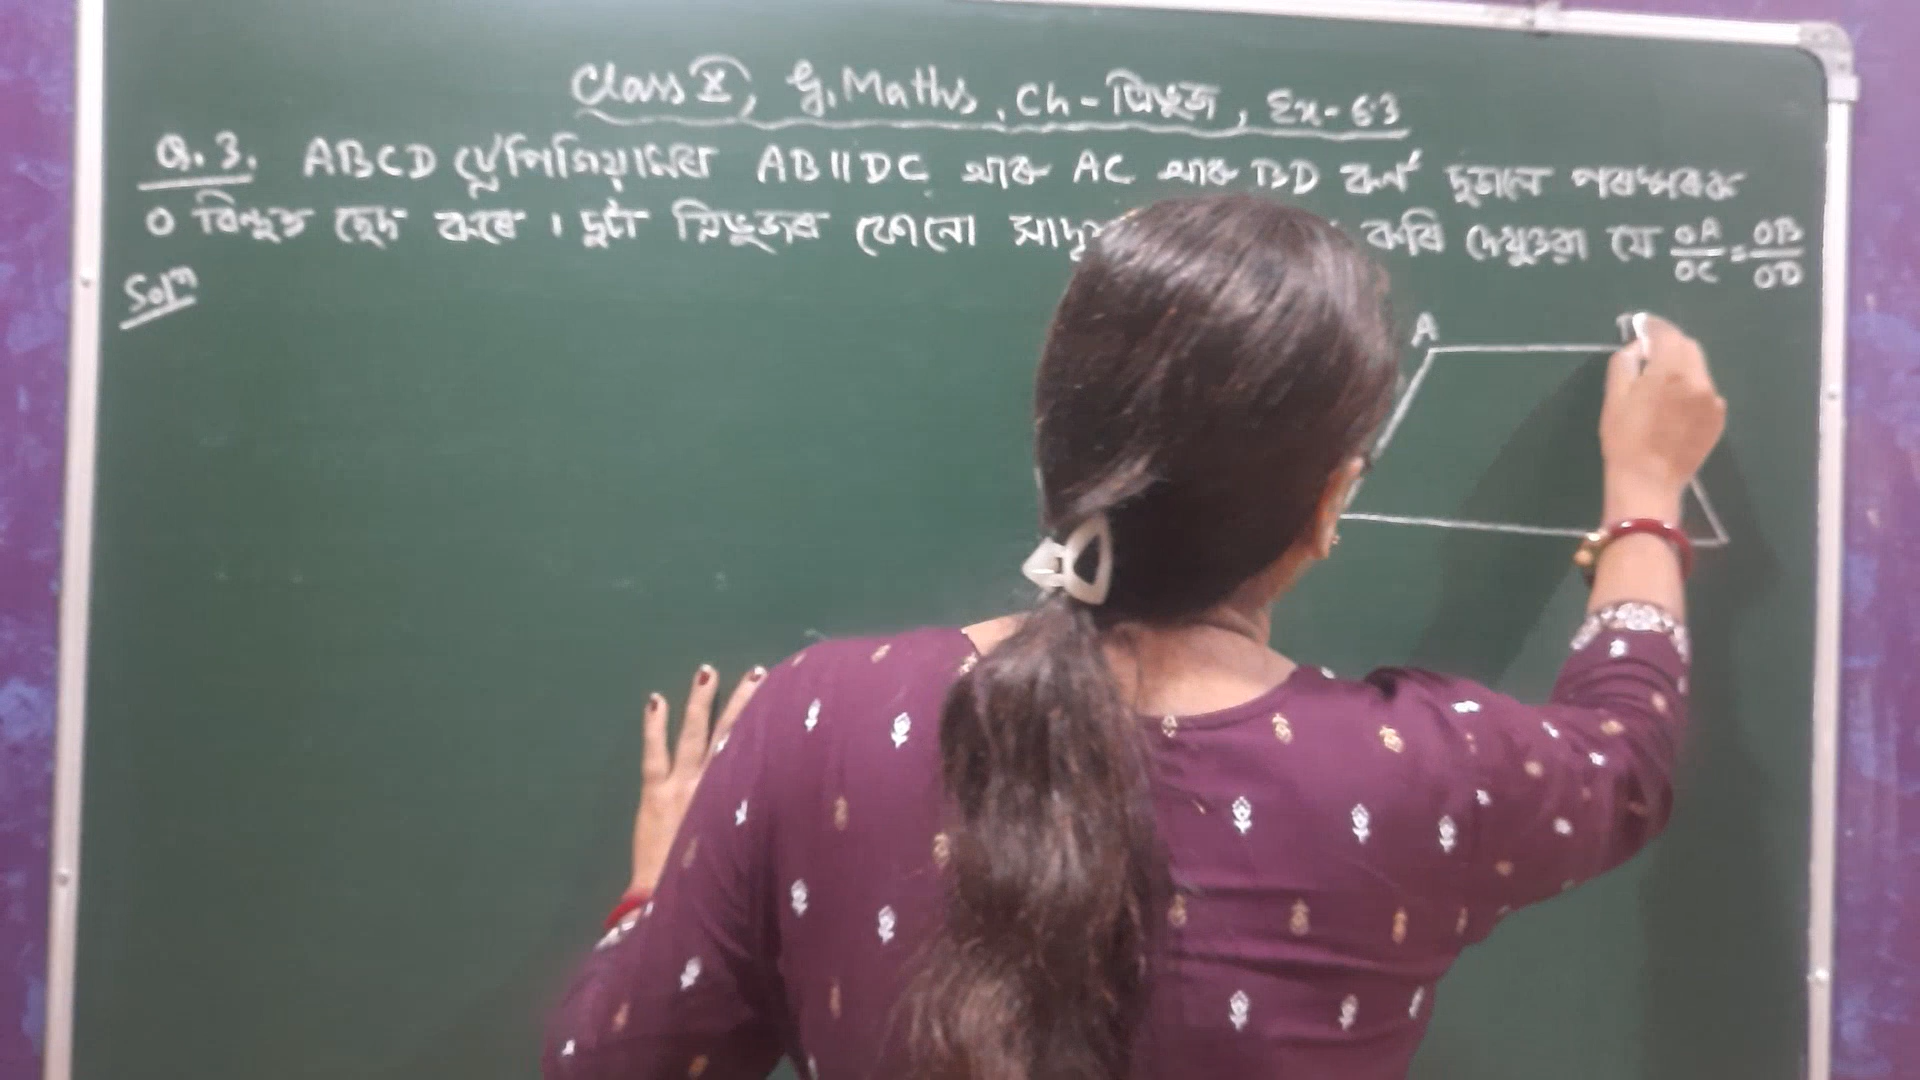 Class X, G. Maths, Ch - ত্ৰিভুজ, Ex - 6.3
Q. 3. ABCD ট্ৰেপিজিয়ামৰ AB || DC আৰু AC আৰু BD কৰ্ণ দুডালে পৰস্পৰক
O বিন্দুত ছেদ কৰে । দুটা ত্ৰিভুজৰ কোনো কৰি দেখুওৱা যে OA/OC = OB/OD
Solⁿ
A